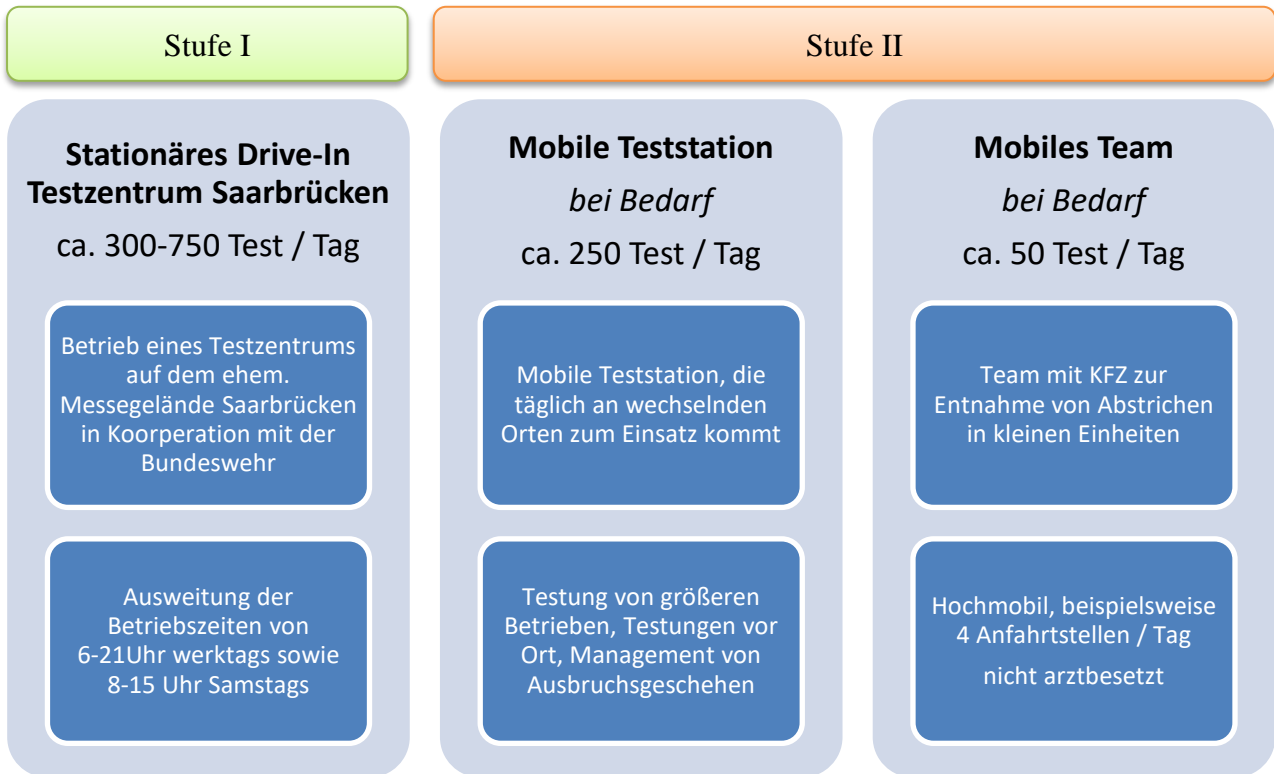 Stufe I
Stufe II
Stationäres Drive-In
Testzentrum Saarbrücken
ca. 300-750 Test / Tag
Betrieb eines Testzentrums
auf dem ehem.
Messegelände Saarbrücken
in Koorperation mit der
Bundeswehr
Ausweitung der
Betriebszeiten von
6-21Uhr werktags sowie
8-15 Uhr Samstags
Mobile Teststation
bei Bedarf
ca. 250 Test / Tag
Mobile Teststation, die
täglich an wechselnden
Orten zum Einsatz kommt
Testung von größeren
Betrieben, Testungen vor
Ort, Management von
Ausbruchsgeschehen
Mobiles Team
bei Bedarf
ca. 50 Test / Tag
Team mit KFZ zur
Entnahme von Abstrichen
in kleinen Einheiten
Hochmobil, beispielsweise
4 Anfahrtstellen / Tag
nicht arztbesetzt